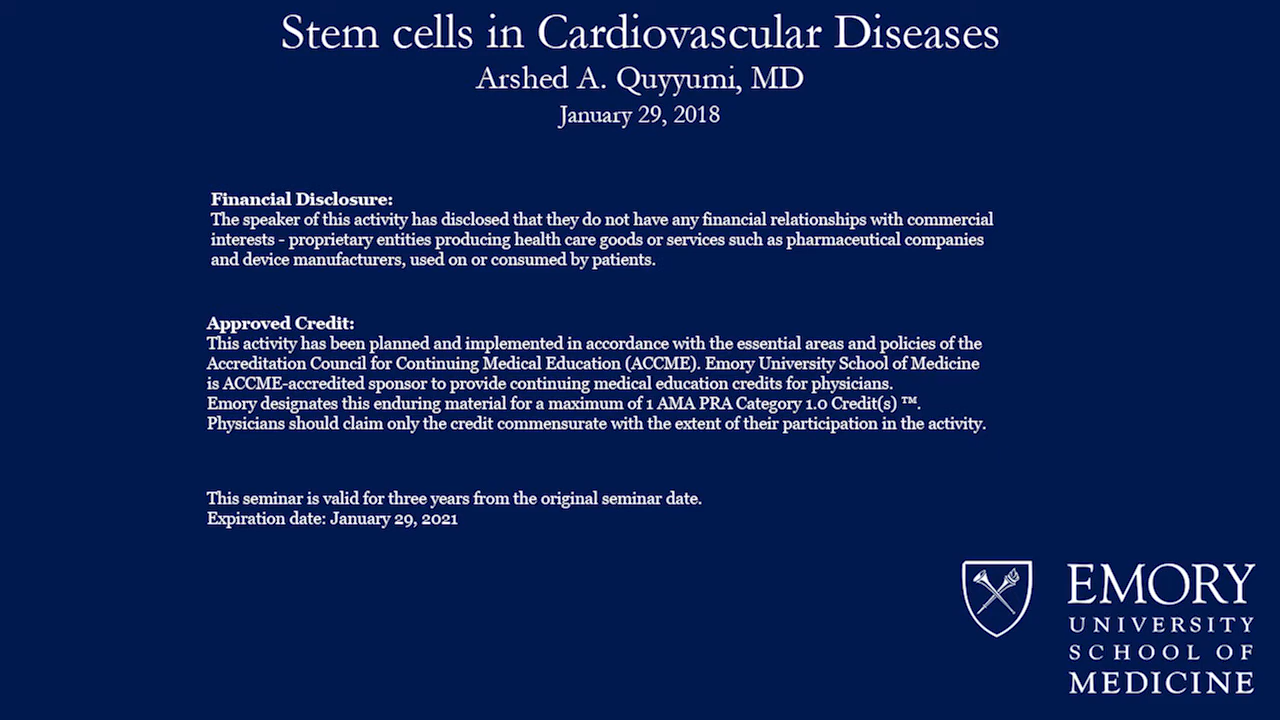 Stem cells in Cardiovascular Diseases
Arshed A. Quyyumi, MD
January 29, 2018
Financial Disclosure:
The speaker of this activity has disclosed that they do not have any financial relationships with commercial
interests - proprietary entities producing health care goods or services such as pharmaceutical companies
and device manufacturers, used on or consumed by patients.
Approved Credit:
This activity has been planned and implemented in accordance with the essential areas and policies of the
Accreditation Council for Continuing Medical Education (ACCME). Emory University School of Medicine
is ACCME-accredited sponsor to provide continuing medical education credits for physicians.
Emory designates this enduring material for a maximum of 1 AMA PRA Category 1.0 Credit(s) ™.
Physicians should claim only the credit commensurate with the extent of their participation in the activity.
This seminar is valid for three years from the original seminar date.
Expiration date: January 29, 2021
EMORY
UNIVERSITY
SCHOOL OF
MEDICINE